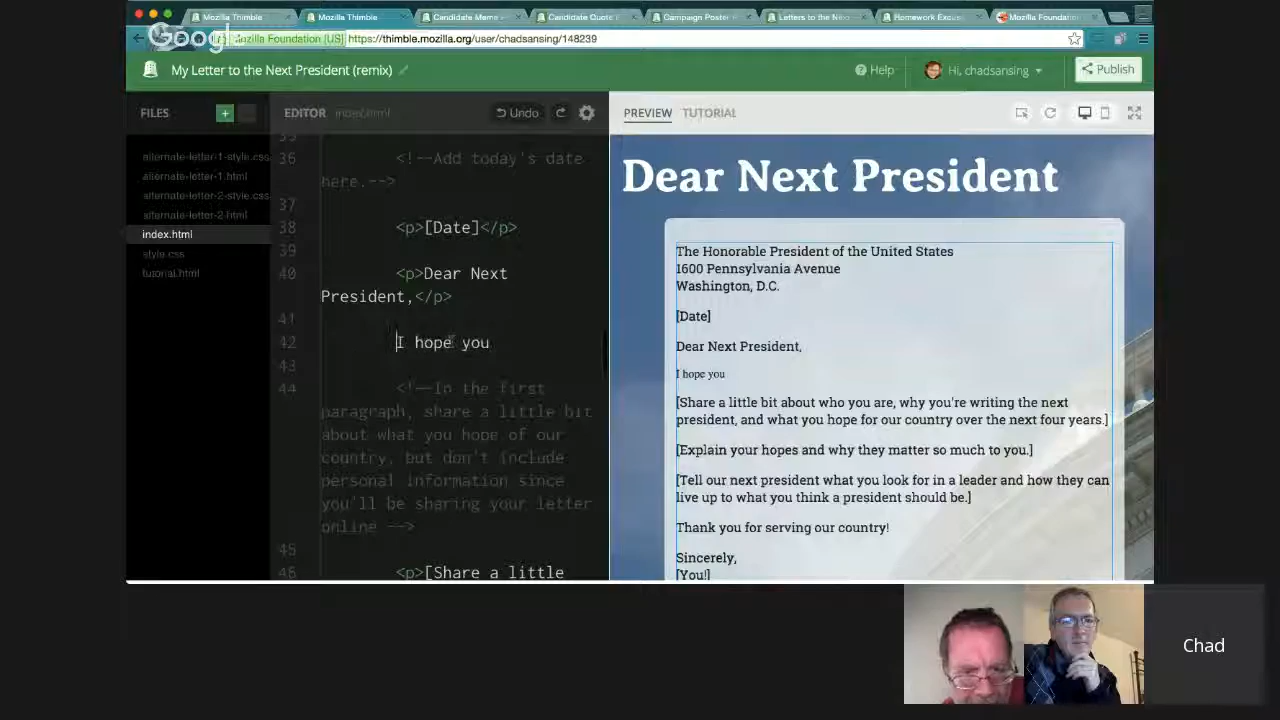 Mozilla Thimble
Mozilla Thimble
Candidate Meme
Candidate Quote
Campaign Poster
Letters to the Next
Homework Excus
Mozilla Foundatio
Google
Mozilla Foundation [US] https://thimble.mozilla.org/user/chadsansing/148239
My Letter to the Next President (remix)
Help
Hi, chadsansing
Publish
FILES
EDITOR index.html
Undo
PREVIEW TUTORIAL
alternate-letter-1-style.css
alternate-letter-1.html
alternate-letter-2-style.css
alternate-letter-2.html
index.html
style.css
tutorial.html
35
36 <!--Add today's date
here.-->
37
38 <p>[Date]</p>
39
40 <p>Dear Next
President,</p>
41
42 I hope you
43
44 <!--In the first
paragraph, share a little bit
about what you hope of our
country, but don't include
personal information since
you'll be sharing your letter
online -->
45
46 <p>[Share a little
Dear Next President
The Honorable President of the United States
1600 Pennsylvania Avenue
Washington, D.C.
[Date]
Dear Next President,
I hope you
[Share a little bit about who you are, why you're writing the next
president, and what you hope for our country over the next four years.]
[Explain your hopes and why they matter so much to you.]
[Tell our next president what you look for in a leader and how they can
live up to what you think a president should be.]
Thank you for serving our country!
Sincerely,
[You!]
Chad